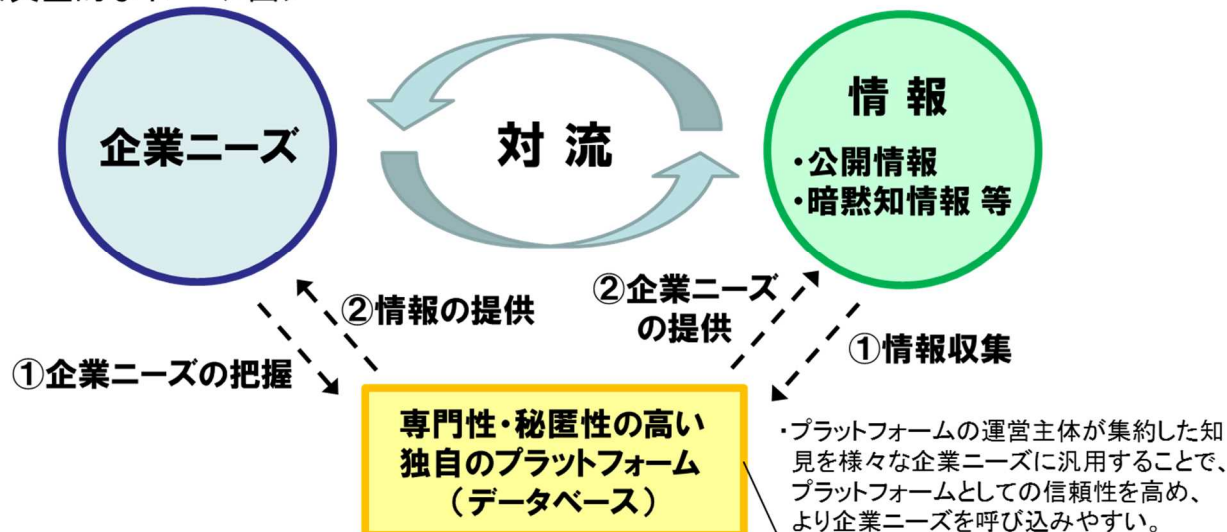 企業ニーズ
対 流
情 報
・公開情報
・暗黙知情報 等
②情報の提供
②企業ニーズ
の提供
①企業ニーズの把握
①情報収集
専門性・秘匿性の高い
独自のプラットフォーム
（データベース）
・プラットフォームの運営主体が集約した知
見を様々な企業ニーズに汎用することで、
プラットフォームとしての信頼性を高め、
より企業ニーズを呼び込みやすい。